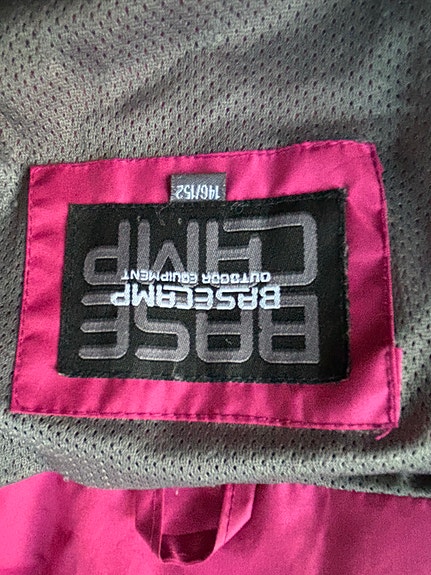 BASE
BASECAMP
OUTDOOR EQUIPMENT
CAMP
146/152